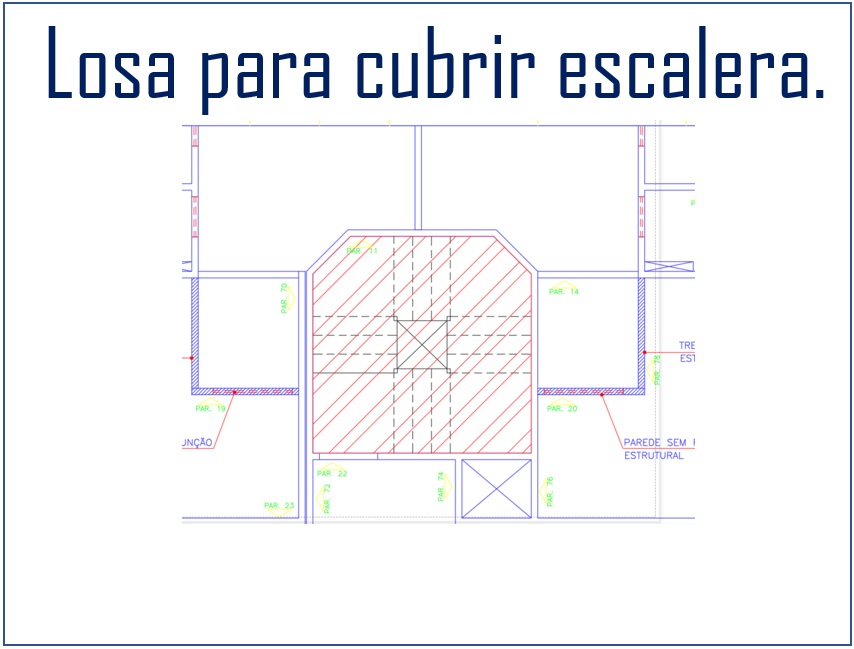 Losa para cubrir escalera.
PAR. 11
PAR. 70
PAR. 14
TRE
EST
PAR. 78
PAR. 19
PAR. 20
UNÇÃO
PAREDE SEM F
ESTRUTURAL
PAR. 22
PAR. 72
PAR. 74
PAR. 76
PAR. 23
P